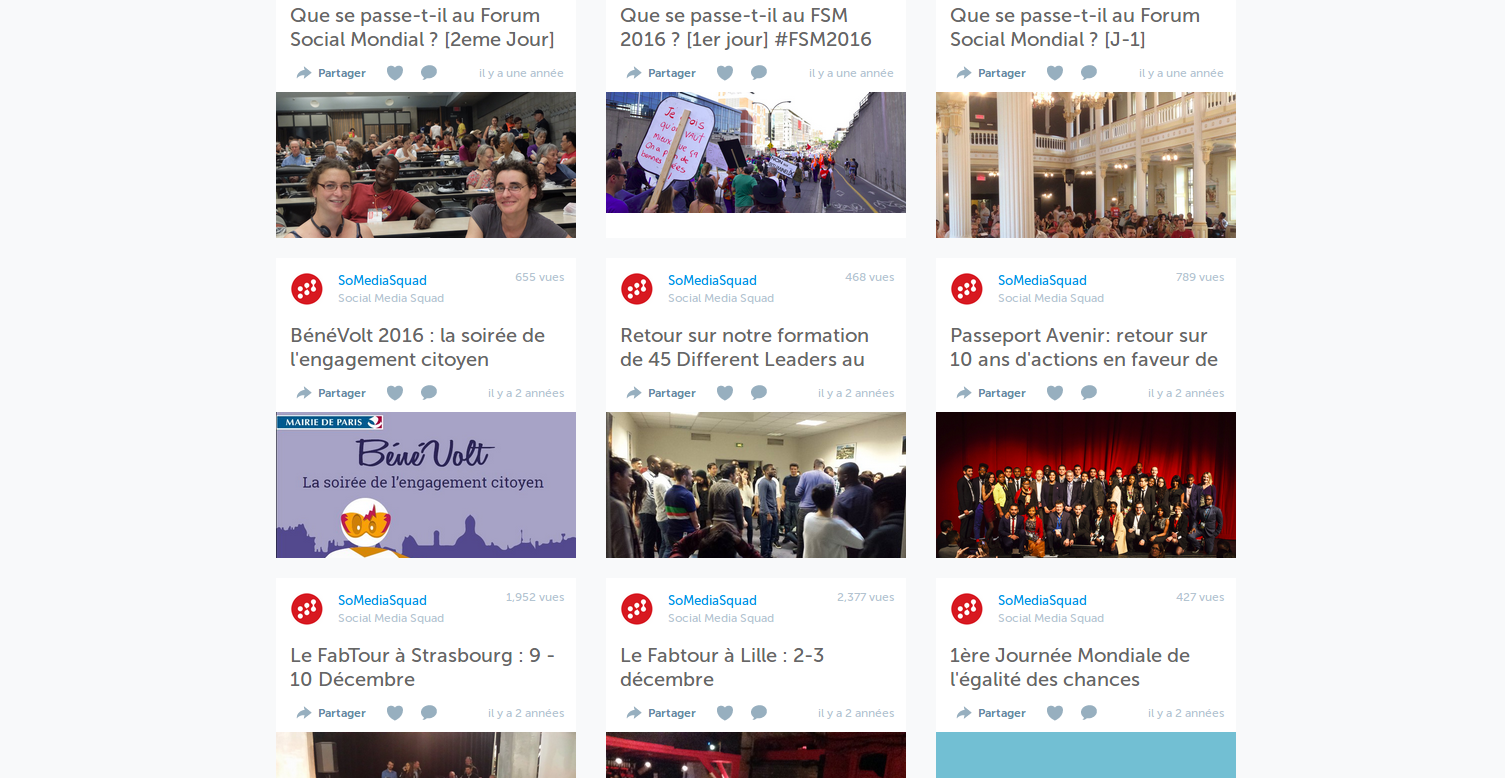 Que se passe-t-il au Forum
Social Mondial ? [2eme Jour]
Partager
il y a une année
Que se passe-t-il au FSM
2016 ? [1er jour] #FSM2016
Partager
il y a une année
Je
qu'on VAUT
mieux que ça
bonnes
Que se passe-t-il au Forum
Social Mondial ? [J-1]
Partager
il y a une année
SoMediaSquad
655 vues
Social Media Squad
BénéVolt 2016 : la soirée de
l'engagement citoyen
Partager
il y a 2 années
MAIRIE DE PARIS
BénéVolt
La soirée de l'engagement citoyen
SoMediaSquad
468 vues
Social Media Squad
Retour sur notre formation
de 45 Different Leaders au
Partager
il y a 2 années
SoMediaSquad
789 vues
Social Media Squad
Passeport Avenir: retour sur
10 ans d'actions en faveur de
Partager
il y a 2 années
SoMediaSquad
1,952 vues
Social Media Squad
Le FabTour à Strasbourg : 9 -
10 Décembre
Partager
il y a 2 années
SoMediaSquad
2,377 vues
Social Media Squad
Le Fabtour à Lille : 2-3
décembre
Partager
il y a 2 années
SoMediaSquad
427 vues
Social Media Squad
1ère Journée Mondiale de
l'égalité des chances
Partager
il y a 2 années